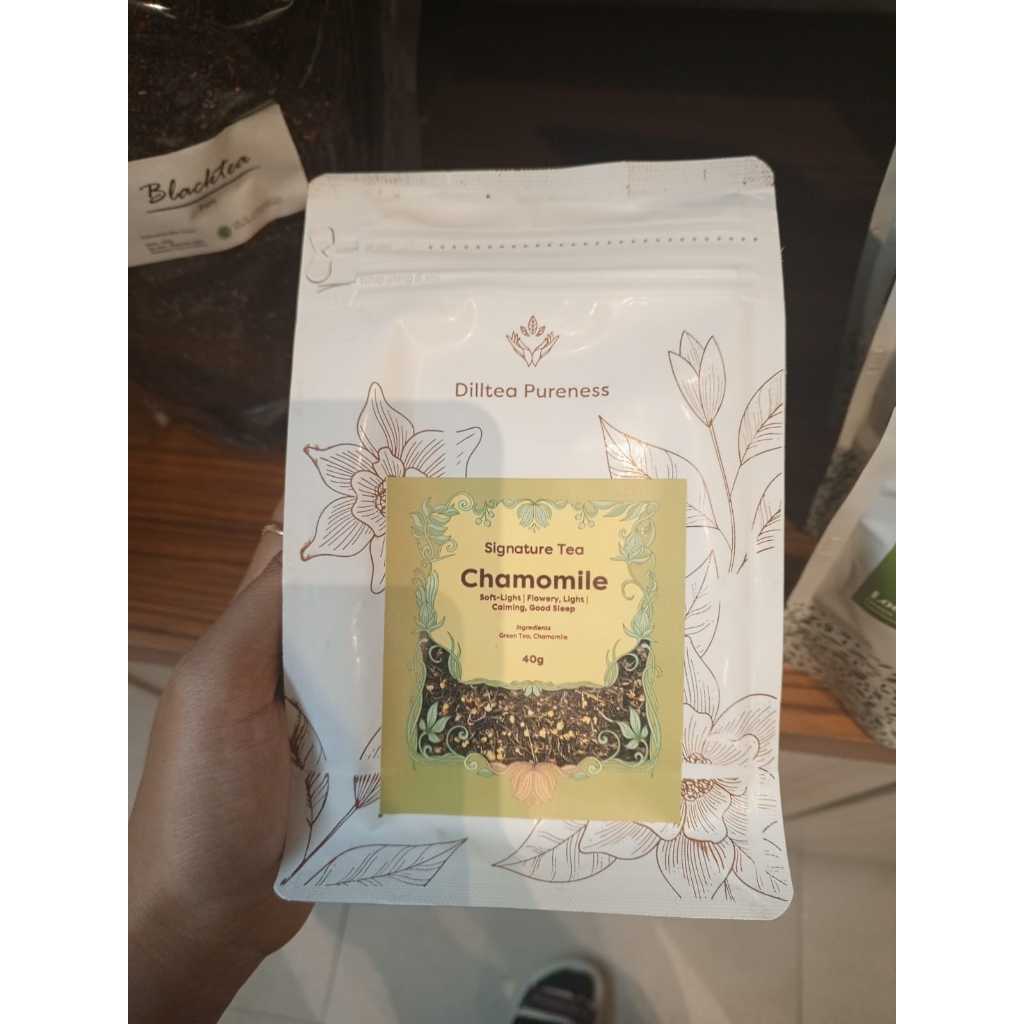 Blacktea
Dilltea Pureness
Signature Tea
Chamomile
Soft-Light | Flowery, Light |
Calming, Good Sleep
Ingredients
Green Tea, Chamomile
40g